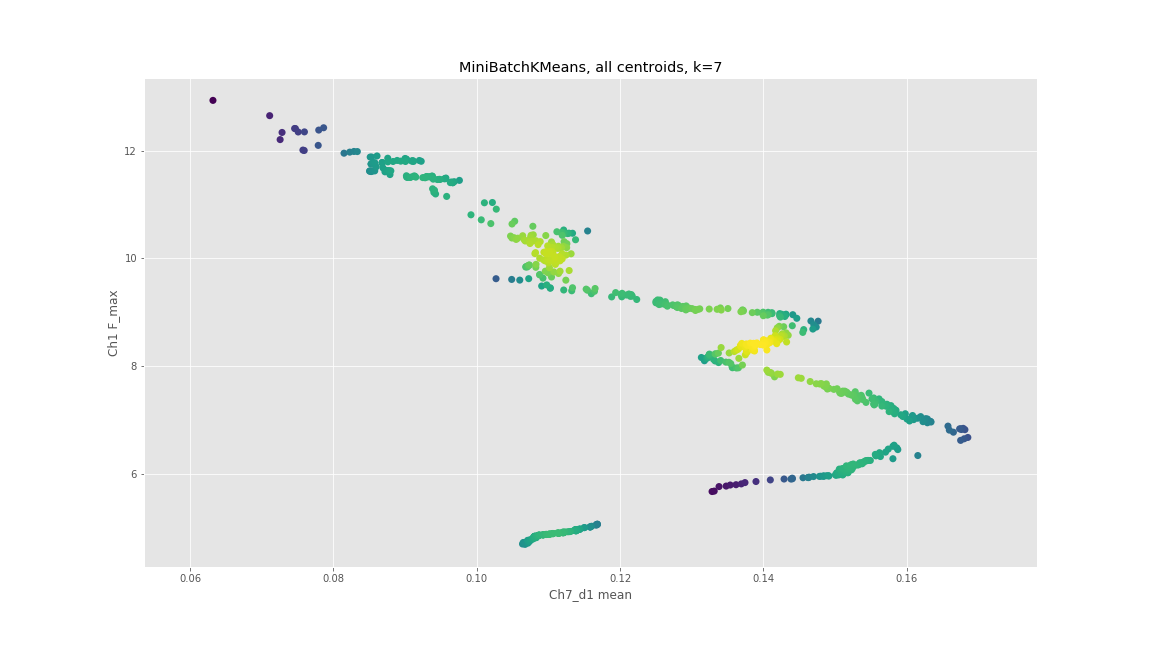 MiniBatchKMeans, all centroids, k=7
12
10
8
6
Ch1 F_max
0.06 0.08 0.10 0.12 0.14 0.16
Ch7_d1 mean